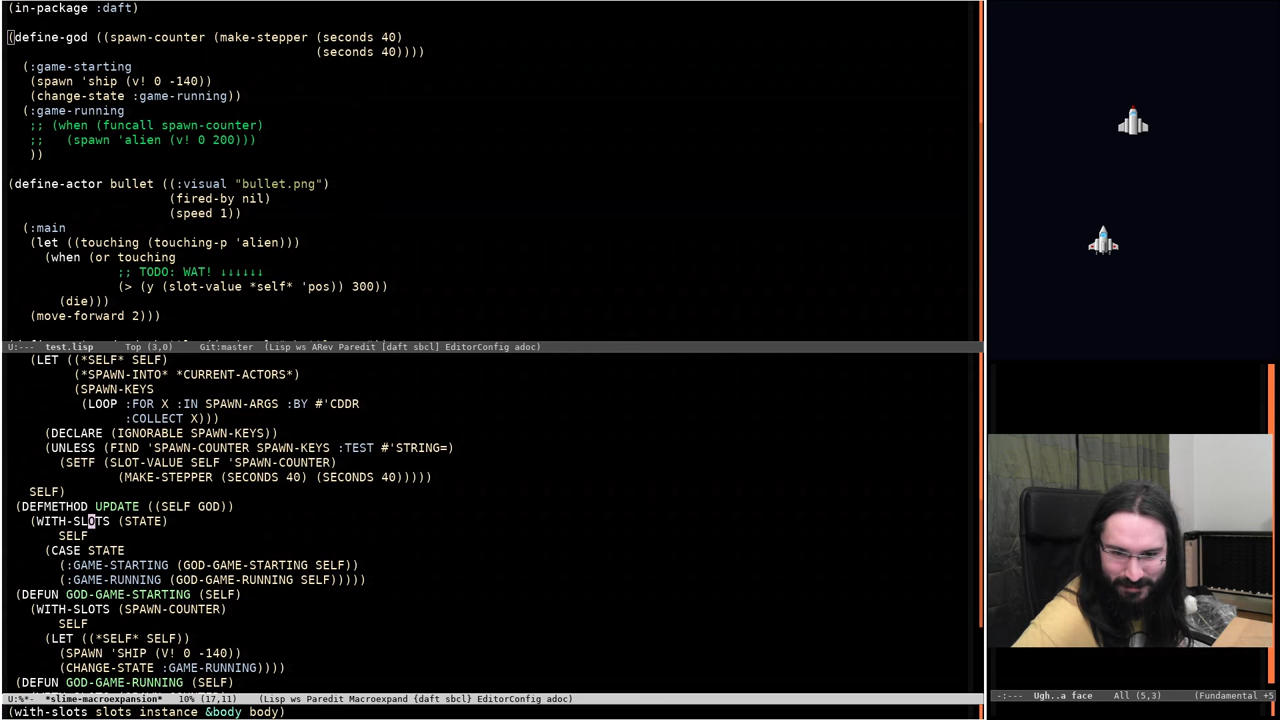 (in-package :daft)
(define-god ((spawn-counter (make-stepper (seconds 40)
(seconds 40))))
(:game-starting
(spawn 'ship (v! 0 -140))
(change-state :game-running))
(:game-running
;; (when (funcall spawn-counter)
;;   (spawn 'alien (v! 0 200)))
))
(define-actor bullet ((:visual "bullet.png")
(fired-by nil)
(speed 1))
(:main
(let ((touching (touching-p 'alien)))
(when (or touching
;; TODO: WAT! ↓↓↓↓↓↓
(> (y (slot-value *self* 'pos)) 300))
(die)))
(move-forward 2)))
U:---  test.lisp      Top (3,0)     Git:master  (Lisp ws ARev Paredit [daft sbcl] EditorConfig adoc)
(LET ((*SELF* SELF)
(*SPAWN-INTO* *CURRENT-ACTORS*)
(SPAWN-KEYS
(LOOP :FOR X :IN SPAWN-ARGS :BY #'CDDR
:COLLECT X)))
(DECLARE (IGNORABLE SPAWN-KEYS))
(UNLESS (FIND 'SPAWN-COUNTER SPAWN-KEYS :TEST #'STRING=)
(SETF (SLOT-VALUE SELF 'SPAWN-COUNTER)
(MAKE-STEPPER (SECONDS 40) (SECONDS 40)))))
SELF)
(DEFMETHOD UPDATE ((SELF GOD))
(WITH-SLOTS (STATE)
SELF
(CASE STATE
(:GAME-STARTING (GOD-GAME-STARTING SELF))
(:GAME-RUNNING (GOD-GAME-RUNNING SELF)))))
(DEFUN GOD-GAME-STARTING (SELF)
(WITH-SLOTS (SPAWN-COUNTER)
SELF
(LET ((*SELF* SELF))
(SPAWN 'SHIP (V! 0 -140))
(CHANGE-STATE :GAME-RUNNING))))
(DEFUN GOD-GAME-RUNNING (SELF)
U:%*-  *slime-macroexpansion*   10% (17,11)    (Lisp ws Paredit Macroexpand {daft sbcl} EditorConfig adoc)
(with-slots slots instance &body body)
-:---  Ugh..a face    All (5,3)    (Fundamental +5